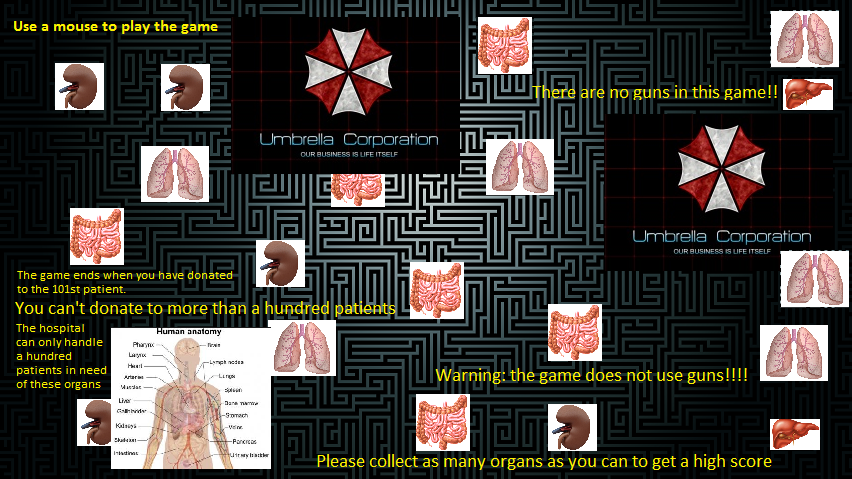 Use a mouse to play the game
Umbrella Corporation
OUR BUSINESS IS LIFE ITSELF
There are no guns in this game!!
Umbrella Corporation
OUR BUSINESS IS LIFE ITSELF
The game ends when you have donated
to the 101st patient.
You can't donate to more than a hundred patients
The hospital
can only handle
a hundred
patients in need
of these organs
Human anatomy
Pharynx
Brain
Larynx
Lymph nodes
Heart
Lungs
Arteries
Spleen
Muscles
Bone marrow
Liver
Stomach
Gallbladder
Veins
Kidneys
Pancreas
Skeleton
Urinary bladder
Intestines
Warning: the game does not use guns!!!!
Please collect as many organs as you can to get a high score